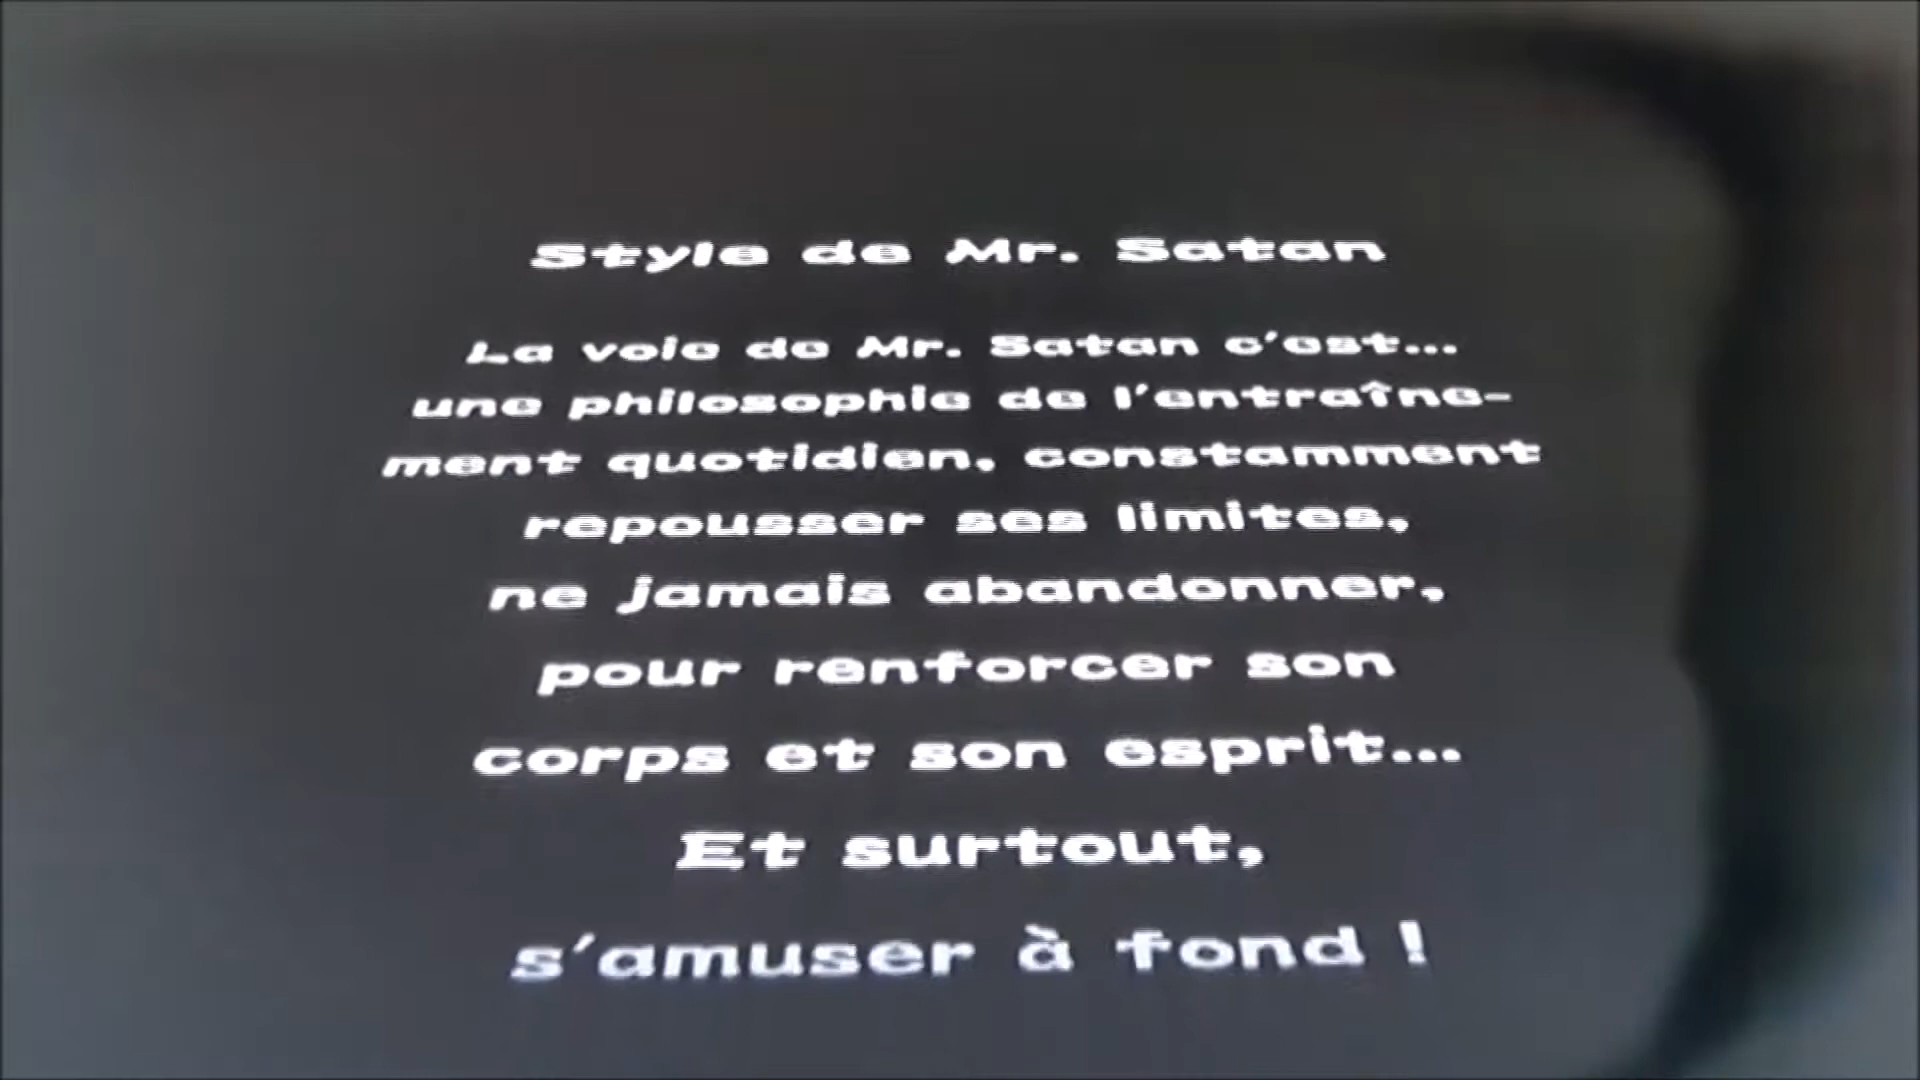 Style de Mr. Satan
La voie de Mr. Satan c'est...
une philosophie de l'entraîne-
ment quotidien, constamment
repousser ses limites,
ne jamais abandonner,
pour renforcer son
corps et son esprit...
Et surtout,
s'amuser à fond !